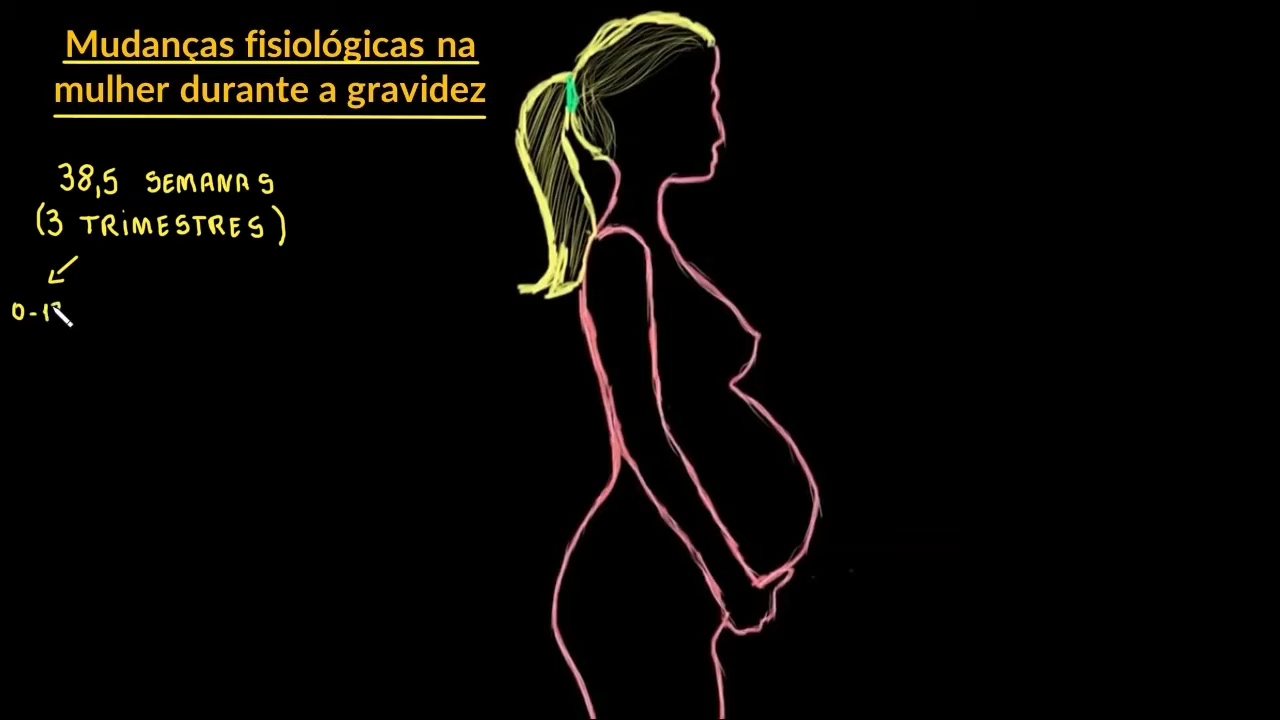 Mudanças fisiológicas na
mulher durante a gravidez
38,5 SEMANAS
(3 TRIMESTRES)